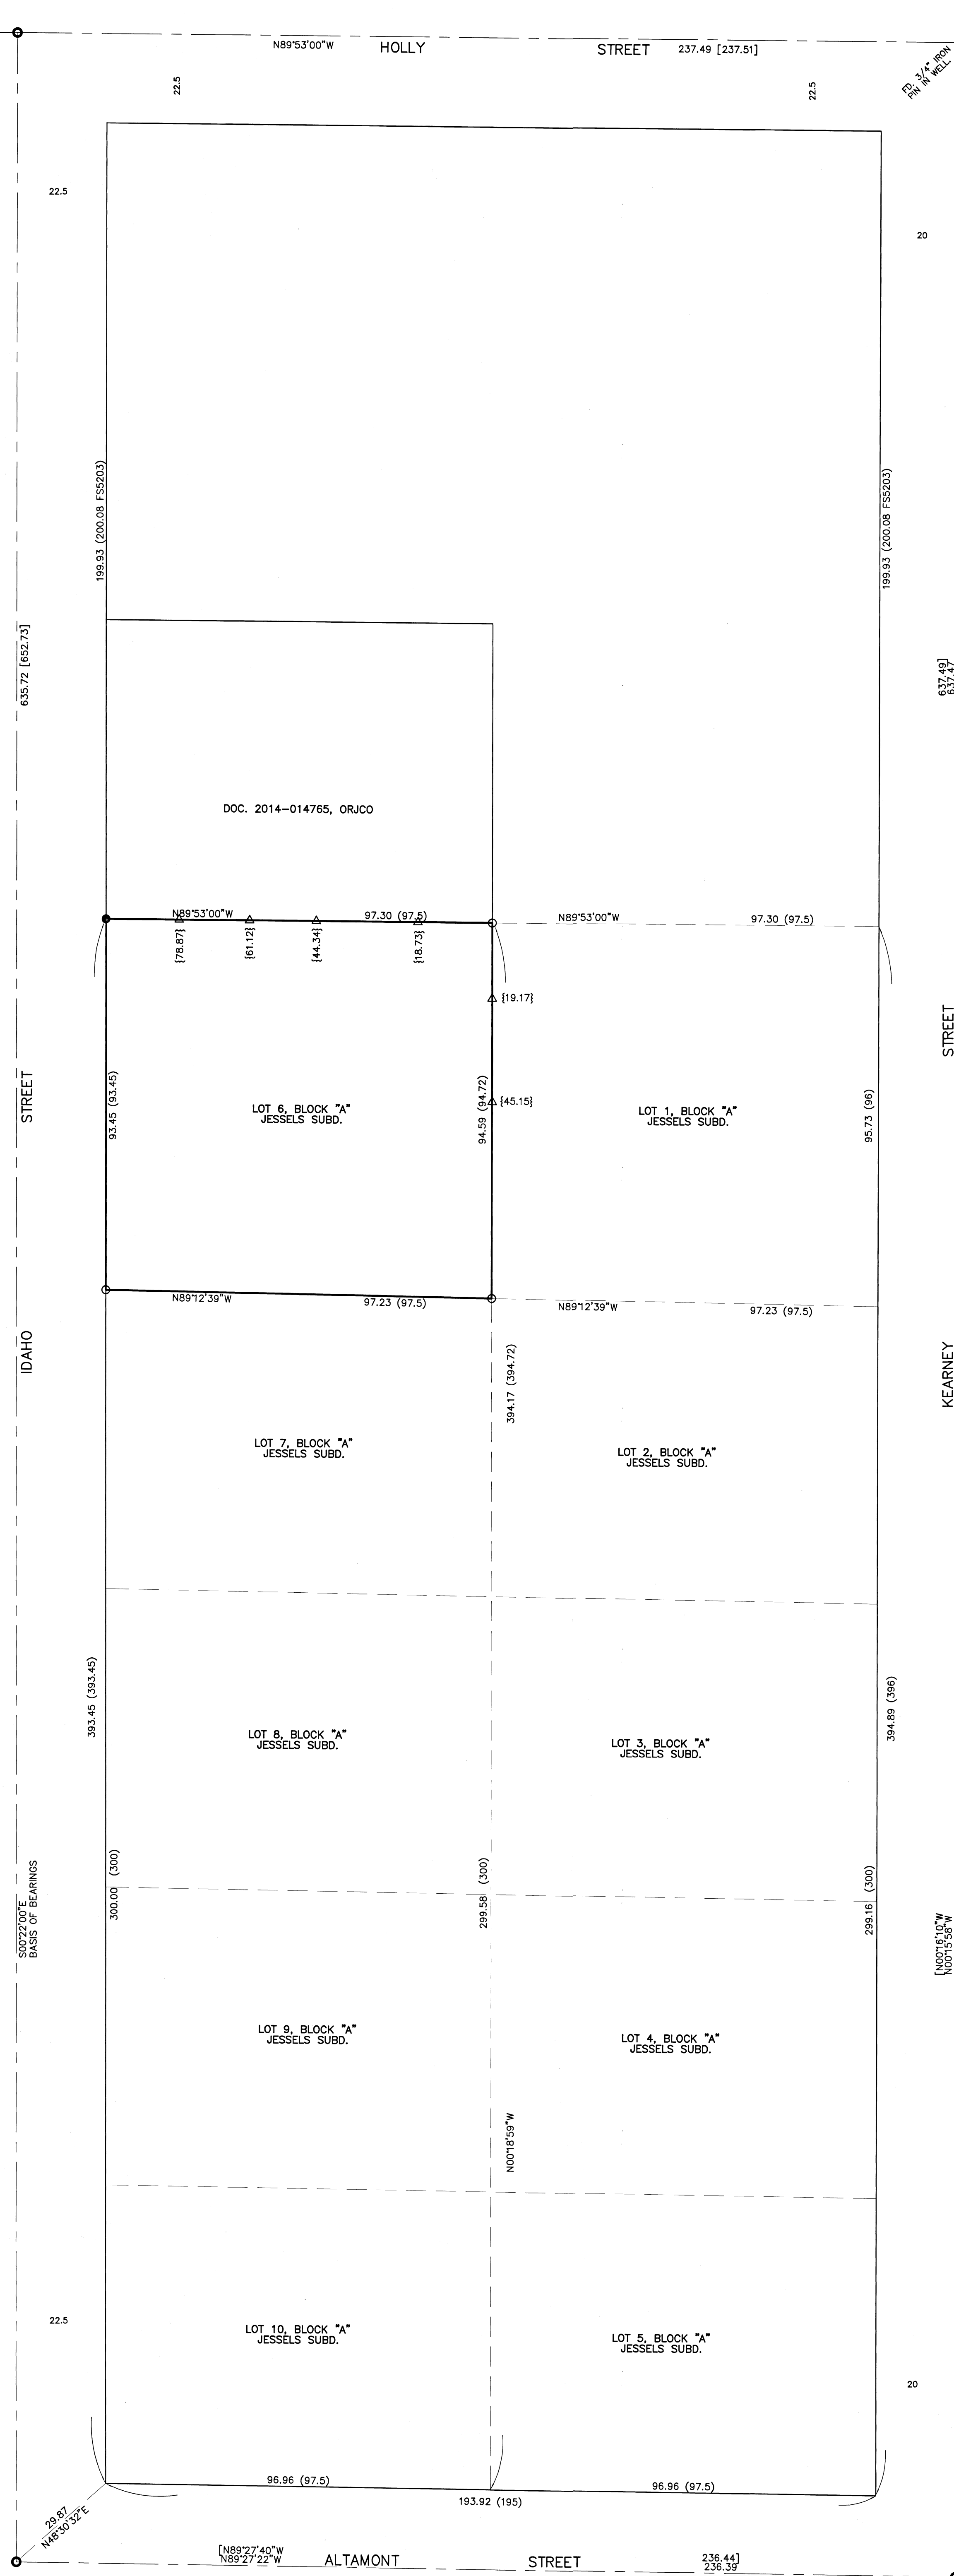 N89°53'00"W HOLLY STREET 237.49 [237.51]
FD. 3/4" IRON
PIN IN WELL
22.5
22.5
22.5
20
199.93 (200.08 FS5203)
199.93 (200.08 FS5203)
635.72 [652.73]
637.49]
637.47
DOC. 2014-014765, ORJCO
N89°53'00"W 97.30 (97.5)
N89°53'00"W 97.30 (97.5)
{78.87}
{61.12}
{44.34}
{18.73}
{19.17}
{45.15}
STREET
STREET
93.45 (93.45)
94.59 (94.72)
95.73 (96)
LOT 6, BLOCK "A"
JESSELS SUBD.
LOT 1, BLOCK "A"
JESSELS SUBD.
N89°12'39"W 97.23 (97.5)
N89°12'39"W 97.23 (97.5)
IDAHO
KEARNEY
394.17 (394.72)
LOT 7, BLOCK "A"
JESSELS SUBD.
LOT 2, BLOCK "A"
JESSELS SUBD.
393.45 (393.45)
394.89 (396)
LOT 8, BLOCK "A"
JESSELS SUBD.
LOT 3, BLOCK "A"
JESSELS SUBD.
S00°22'00"E
BASIS OF BEARINGS
300.00 (300)
299.58 (300)
299.16 (300)
[N00°16'10"W
N00°15'58"W
LOT 9, BLOCK "A"
JESSELS SUBD.
LOT 4, BLOCK "A"
JESSELS SUBD.
N00°18'59"W
22.5
LOT 10, BLOCK "A"
JESSELS SUBD.
LOT 5, BLOCK "A"
JESSELS SUBD.
20
96.96 (97.5)
96.96 (97.5)
193.92 (195)
29.87
N48°30'32"E
[N89°27'40"W
N89°27'22"W
ALTAMONT STREET
236.44]
236.39